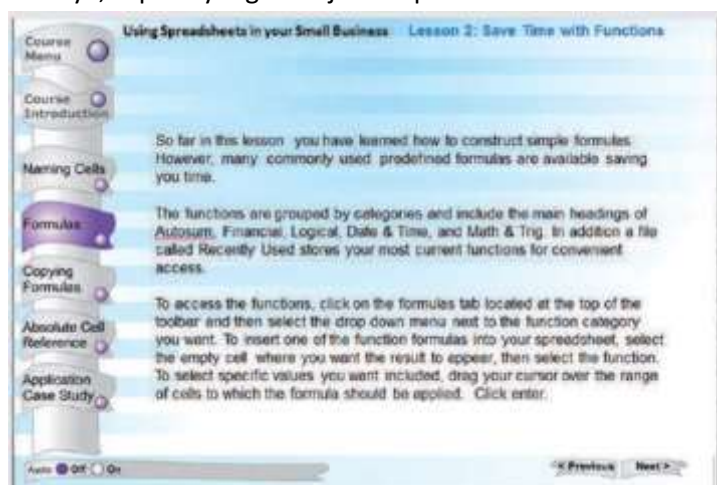 Using Spreadsheets in your Small Business Lesson 2: Save Time with Functions
Course
Menu
Course
Introduction
Naming Cells
Formulas
Copying
Formulas
Absolute Cell
Reference
Application
Case Study
So far in this lesson you have learned how to construct simple formulas.
However, many commonly used predefined formulas are available saving
you time.
The functions are grouped by categories and include the main headings of
Autosum, Financial, Logical, Date & Time, and Math & Trig. In addition a file
called Recently Used stores your most current functions for convenient
access.
To access the functions, click on the formulas tab located at the top of the
toolbar and then select the drop down menu next to the function category
you want. To insert one of the function formulas into your spreadsheet, select
the empty cell where you want the result to appear, then select the function.
To select specific values you want included, drag your cursor over the range
of cells to which the formula should be applied. Click enter.
Off On
< Previous Next >